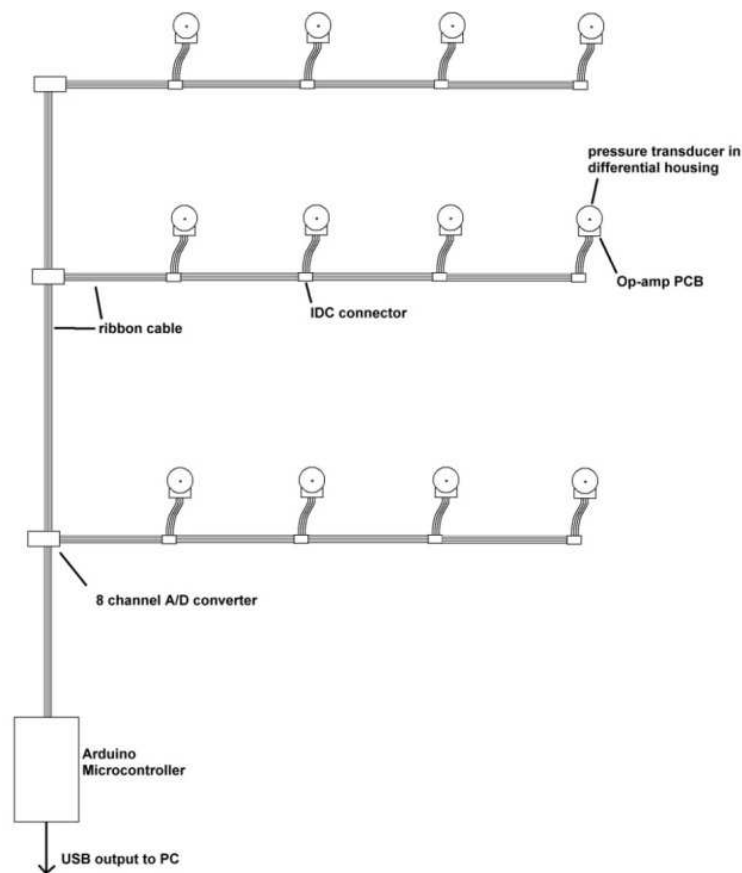 pressure transducer in
differential housing
Op-amp PCB
IDC connector
ribbon cable
8 channel A/D converter
Arduino
Microcontroller
USB output to PC